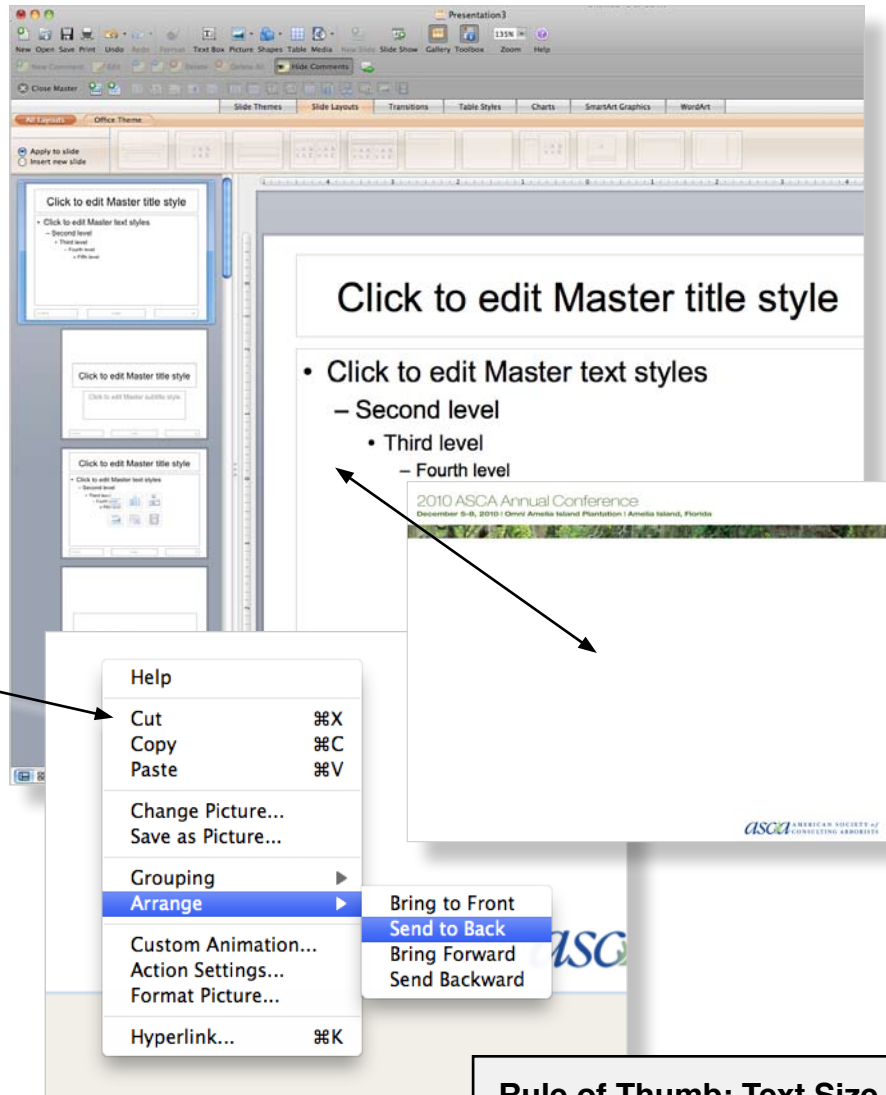 Presentation3
New Open Save Print Undo Redo Format Text Box Picture Shapes Table Media New Slide Slide Show Gallery Toolbox Zoom Help
135%
New Comment Edit Delete Delete All Hide Comments
Close Master
Slide Themes Slide Layouts Transitions Table Styles Charts SmartArt Graphics WordArt
All Layouts Office Theme
Apply to slide
Insert new slide
Click to edit Master title style
• Click to edit Master text styles
– Second level
• Third level
– Fourth level
» Fifth level
Click to edit Master title style
Click to edit Master subtitle style
Click to edit Master title style
• Click to edit Master text styles
– Second level
• Third level
– Fourth level
Click to edit Master title style
• Click to edit Master text styles
– Second level
• Third level
– Fourth level
2010 ASCA Annual Conference
December 5-8, 2010 | Omni Amelia Island Plantation | Amelia Island, Florida
asca AMERICAN SOCIETY of
CONSULTING ARBORISTS
Help
Cut ⌘X
Copy ⌘C
Paste ⌘V
Change Picture...
Save as Picture...
Grouping
Arrange
Custom Animation...
Action Settings...
Format Picture...
Hyperlink... ⌘K
Bring to Front
Send to Back
Bring Forward
Send Backward
asc
Rule of Thumb: Text Size